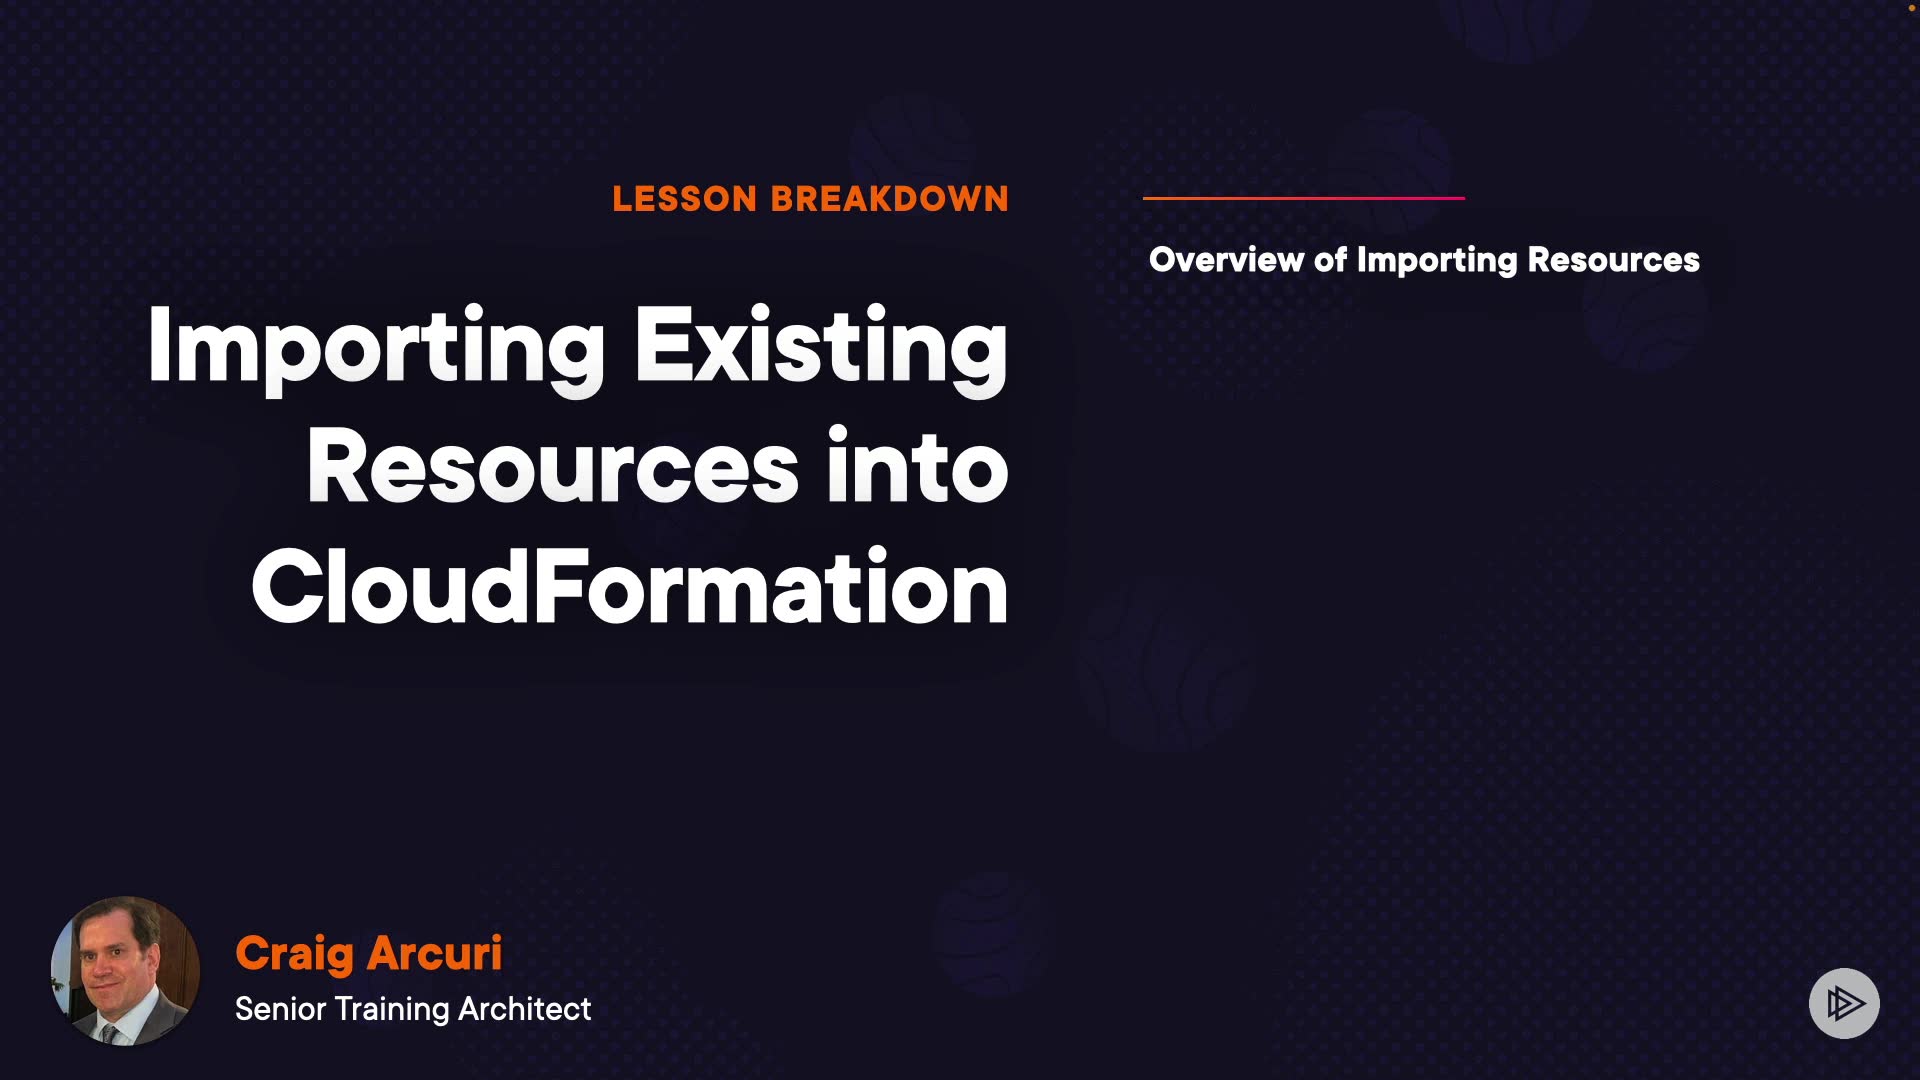 LESSON BREAKDOWN
Importing Existing
Resources into
CloudFormation
Overview of Importing Resources
Craig Arcuri
Senior Training Architect